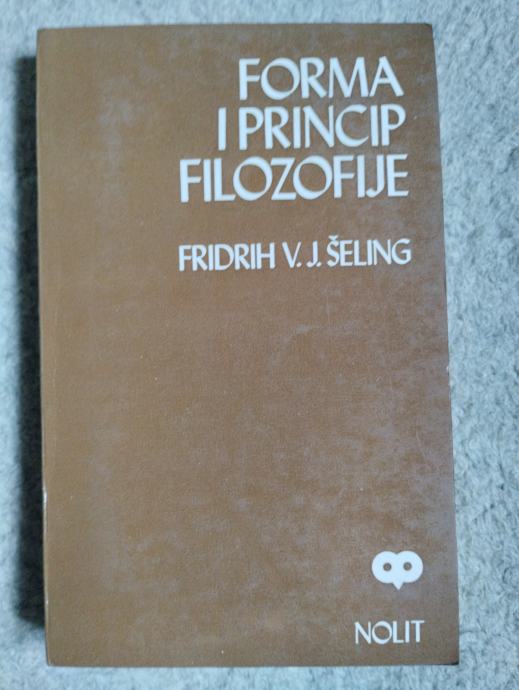 FORMA
I PRINCIP
FILOZOFIJE
FRIDRIH V. J. ŠELING
NOLIT